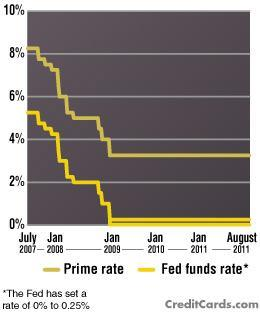 10%
8%
6%
4%
2%
0%
July Jan Jan Jan Jan August
2007 2008 2009 2010 2011 2011
Prime rate Fed funds rate*
*The Fed has set a
rate of 0% to 0.25%
CreditCards.com